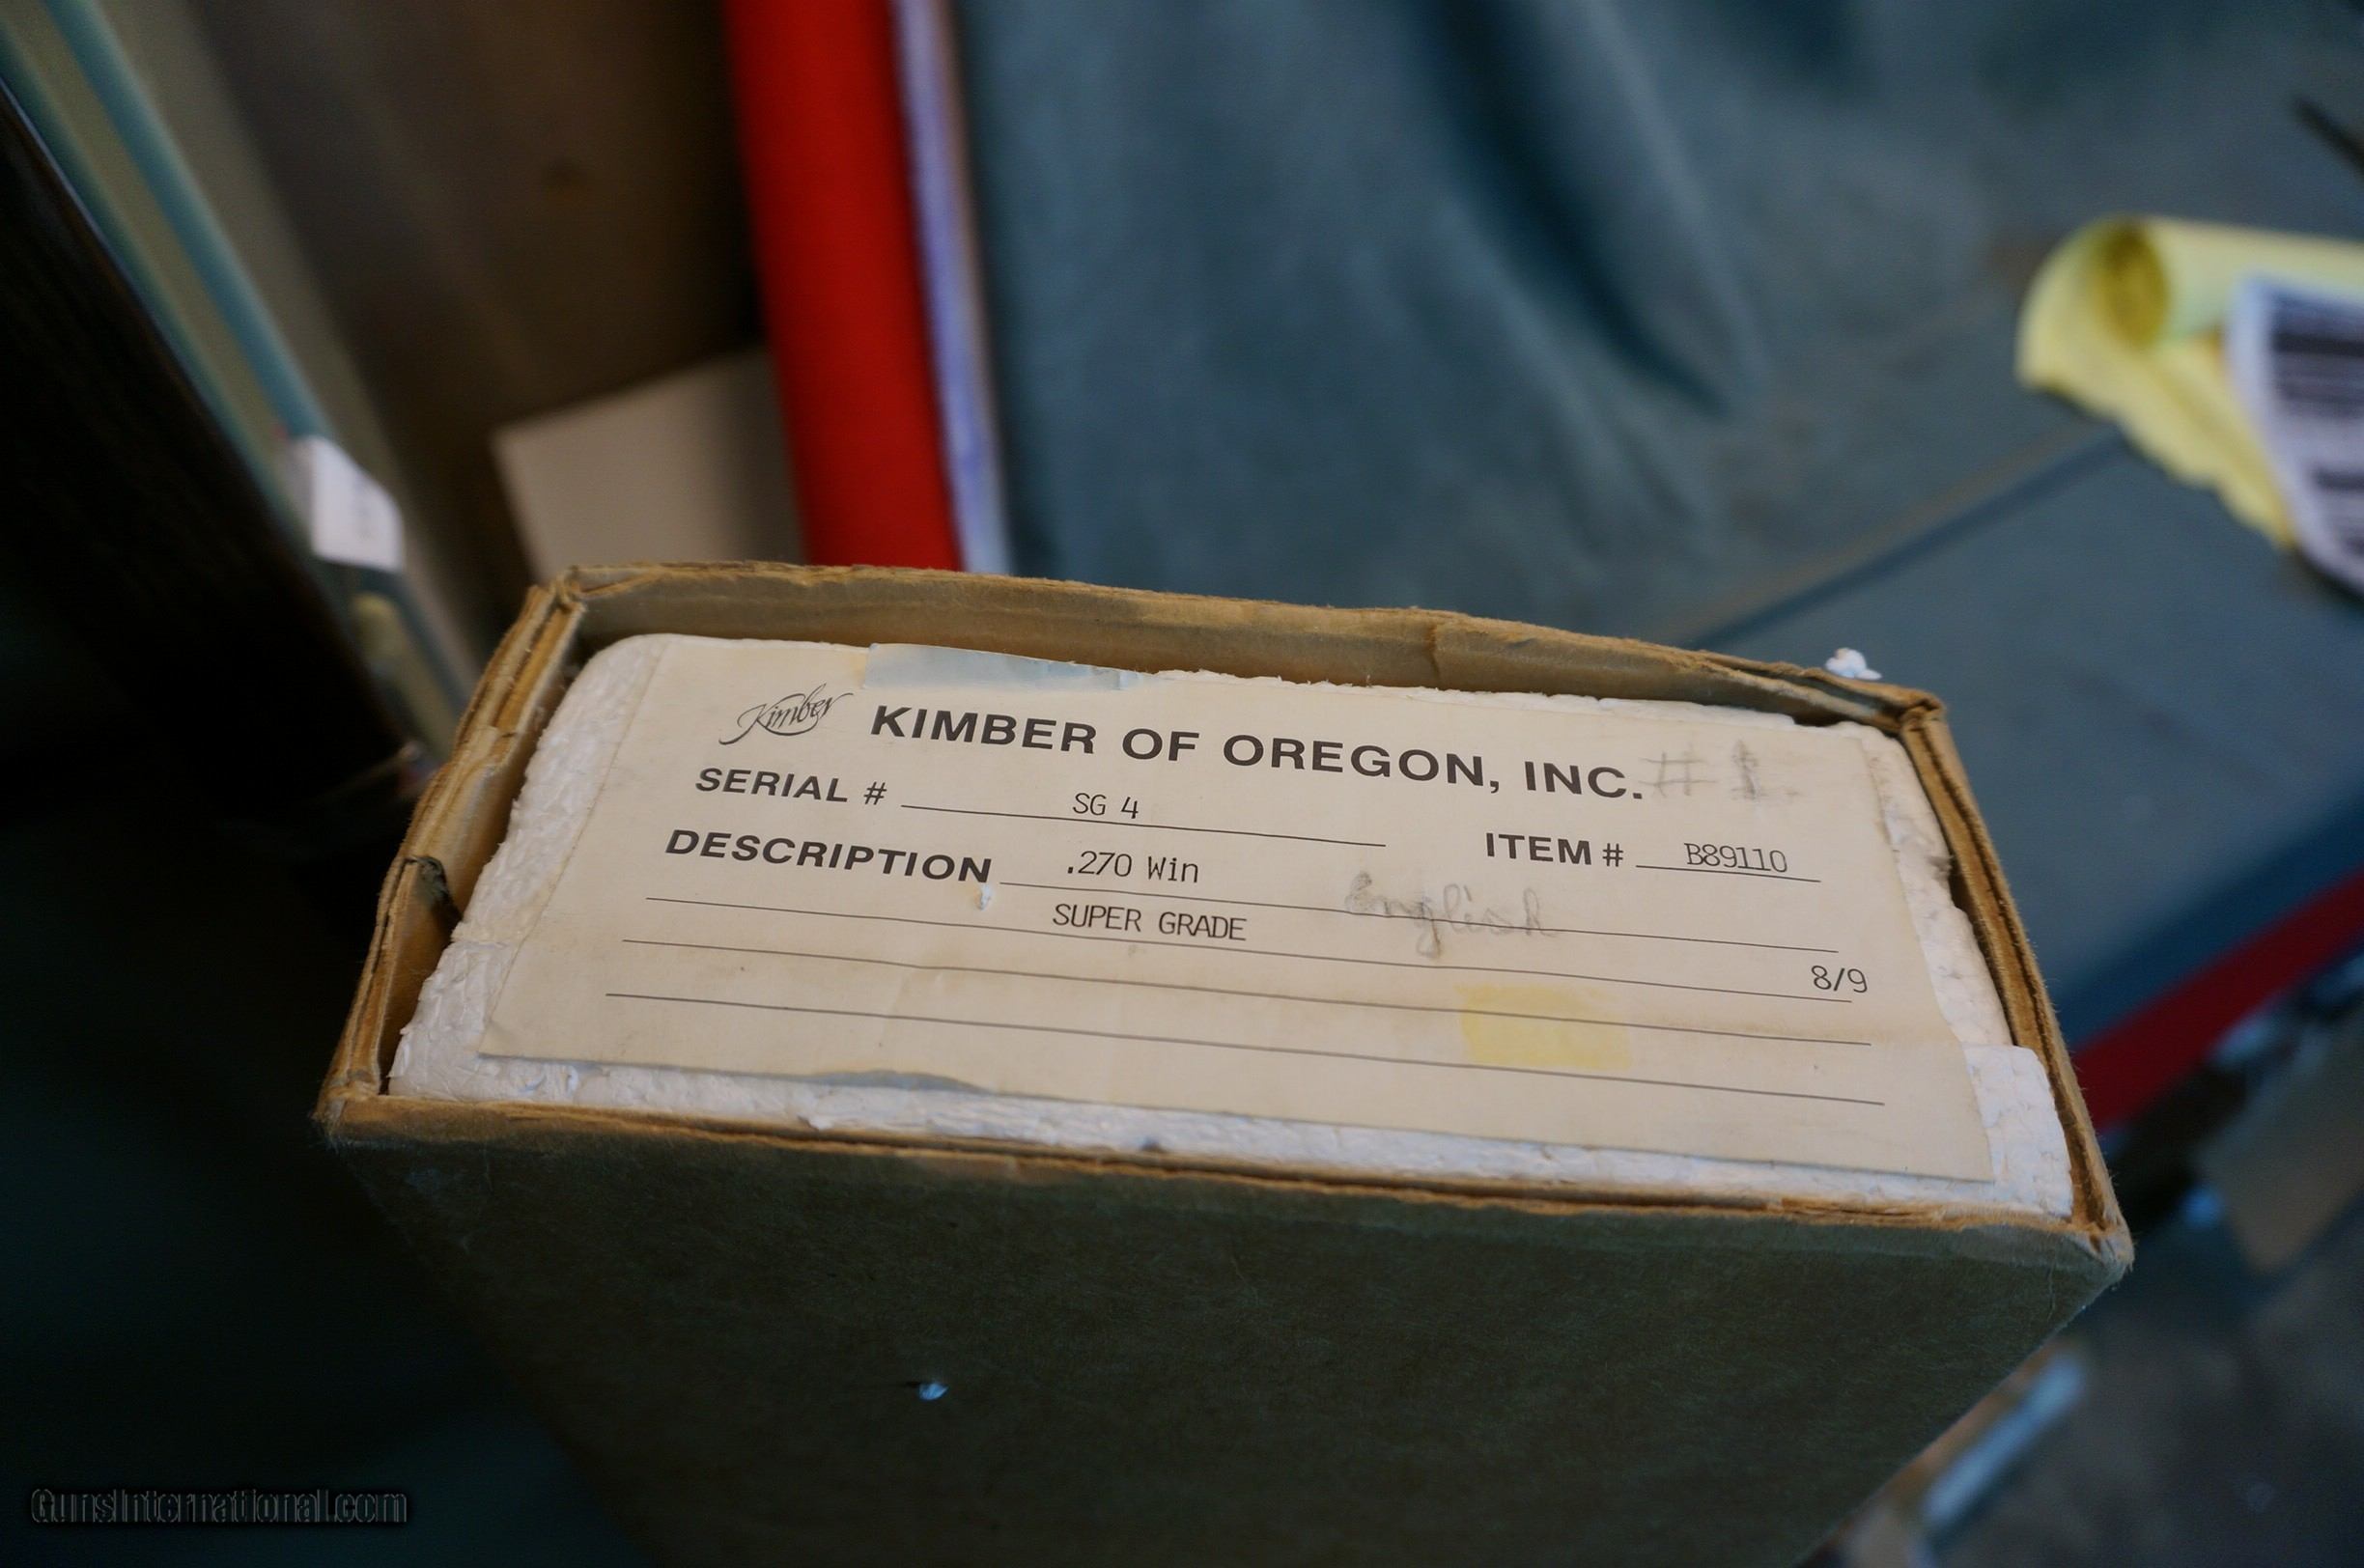 Kimber KIMBER OF OREGON, INC. #1
SERIAL # SG 4
ITEM # B89110
DESCRIPTION .270 Win English
SUPER GRADE
8/9
GunsInternational.com